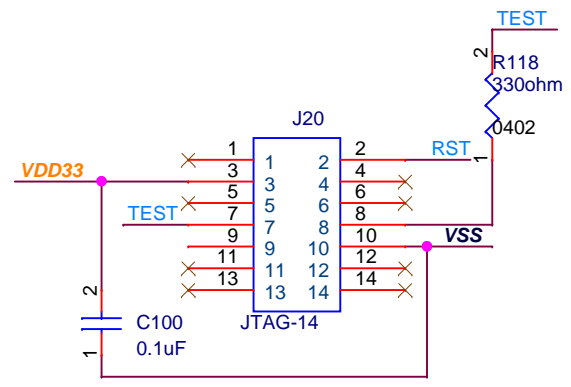 TEST
2
R118
330ohm
0402
1
J20
1 1 2 2 RST
VDD33 3 3 4 4
5 5 6 6
TEST 7 7 8 8
9 9 10 10 VSS
11 11 12 12
13 13 14 14
JTAG-14
2
C100
0.1uF
1